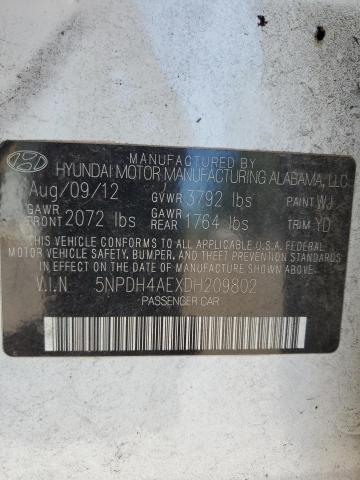 MANUFACTURED BY
HYUNDAI MOTOR MANUFACTURING ALABAMA, LLC
Aug/09/12 GVWR 3792 lbs PAINT WJ
GAWR FRONT 2072 lbs GAWR REAR 1764 lbs TRIM YD
THIS VEHICLE CONFORMS TO ALL APPLICABLE U.S. FEDERAL
MOTOR VEHICLE SAFETY, BUMPER, AND THEFT PREVENTION
STANDARDS IN EFFECT ON THE DATE OF MANUFACTURE SHOWN ABOVE.
V.I.N 5NPDH4AEXDH209802
PASSENGER CAR